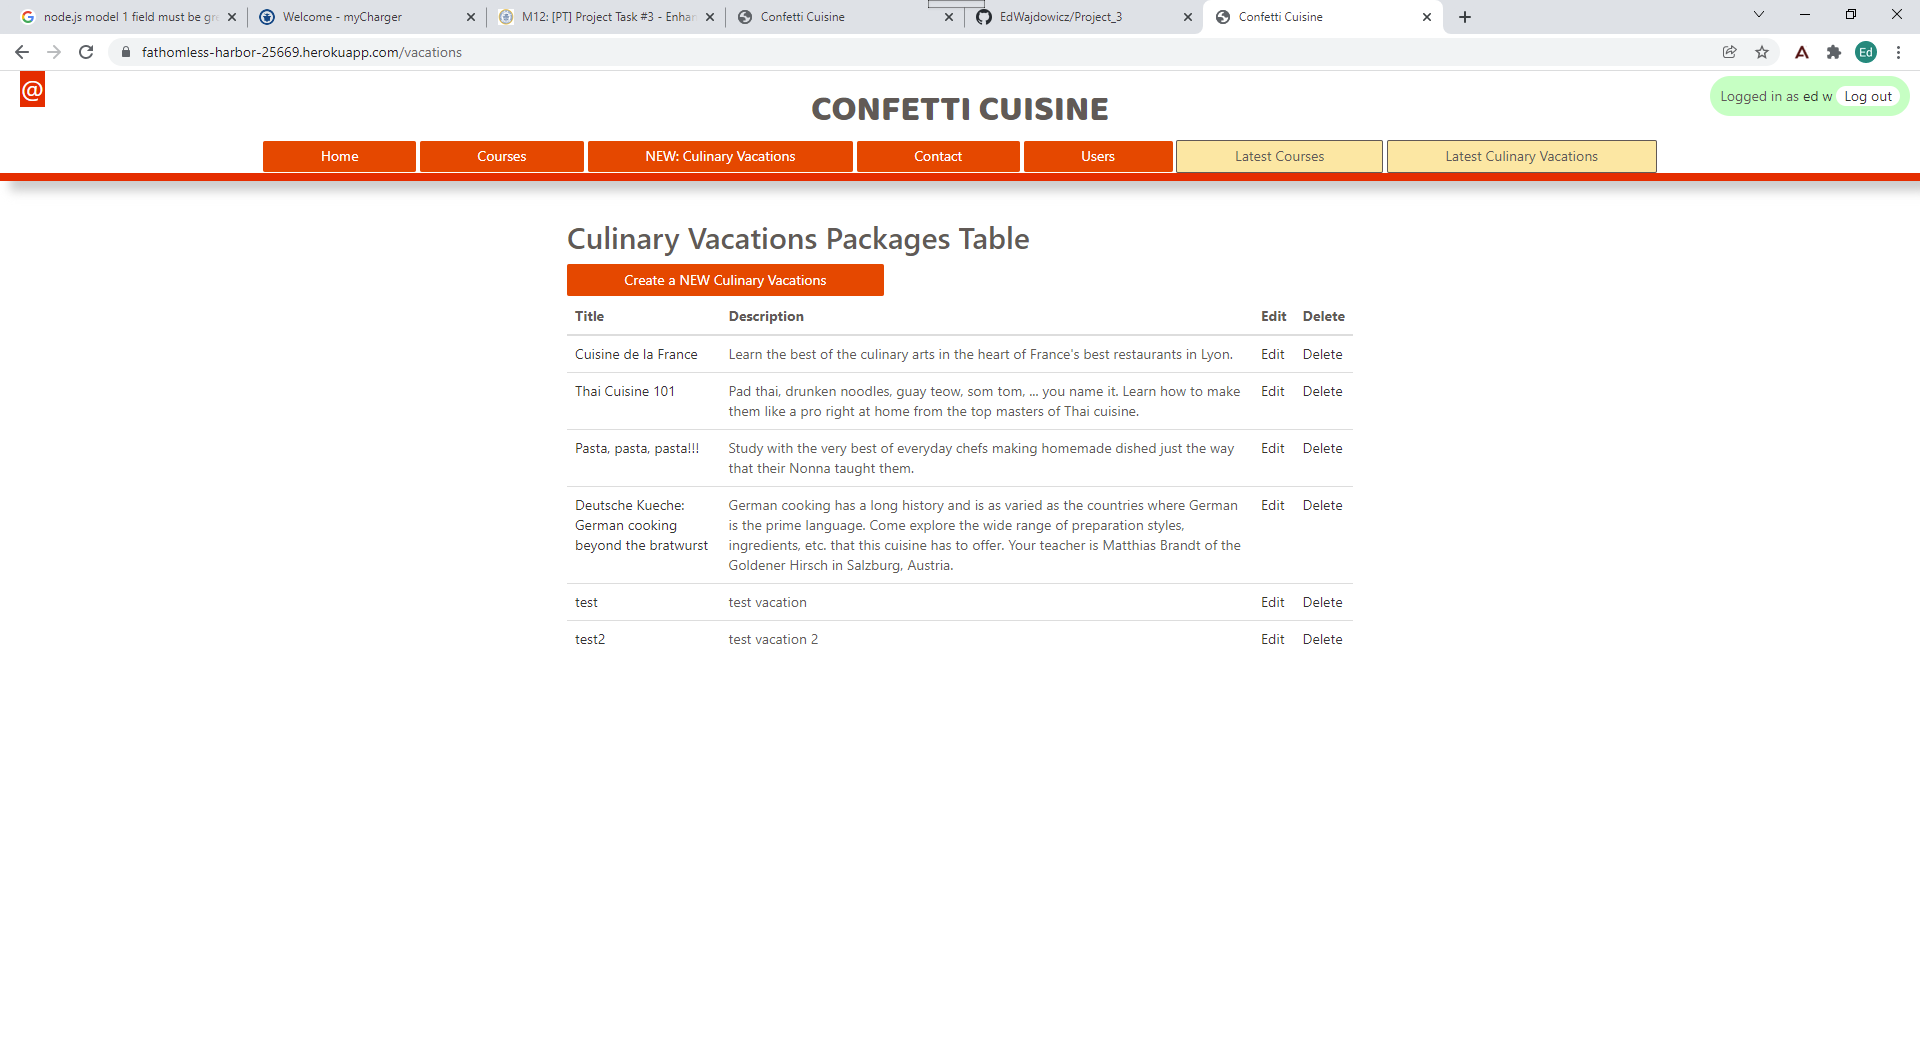 node.js model 1 field must be gr
Welcome - myCharger
M12: [PT] Project Task #3 - Enhan
Confetti Cuisine
EdWajdowicz/Project_3
Confetti Cuisine
fathomless-harbor-25669.herokuapp.com/vacations
Ed
@
CONFETTI CUISINE
Logged in as ed w Log out
Home Courses NEW: Culinary Vacations Contact Users Latest Courses Latest Culinary Vacations
Culinary Vacations Packages Table
Create a NEW Culinary Vacations
Title Description Edit Delete
Cuisine de la France Learn the best of the culinary arts in the heart of France's best restaurants in Lyon. Edit Delete
Thai Cuisine 101 Pad thai, drunken noodles, guay teow, som tom, ... you name it. Learn how to make Edit Delete
them like a pro right at home from the top masters of Thai cuisine.
Pasta, pasta, pasta!!! Study with the very best of everyday chefs making homemade dished just the way Edit Delete
that their Nonna taught them.
Deutsche Kueche: German cooking has a long history and is as varied as the countries where German Edit Delete
German cooking is the prime language. Come explore the wide range of preparation styles,
beyond the bratwurst ingredients, etc. that this cuisine has to offer. Your teacher is Matthias Brandt of the
Goldener Hirsch in Salzburg, Austria.
test test vacation Edit Delete
test2 test vacation 2 Edit Delete